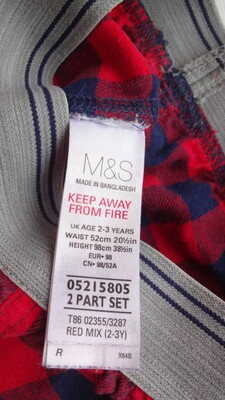 M&S
MADE IN BANGLADESH
KEEP AWAY
FROM FIRE
UK AGE 2-3 YEARS
WAIST 52cm 20½in
HEIGHT 98cm 38½in
EUR• 98
CN• 98/52A
05215805
2 PART SET
T86 02355/3287
RED MIX (2-3Y)
R